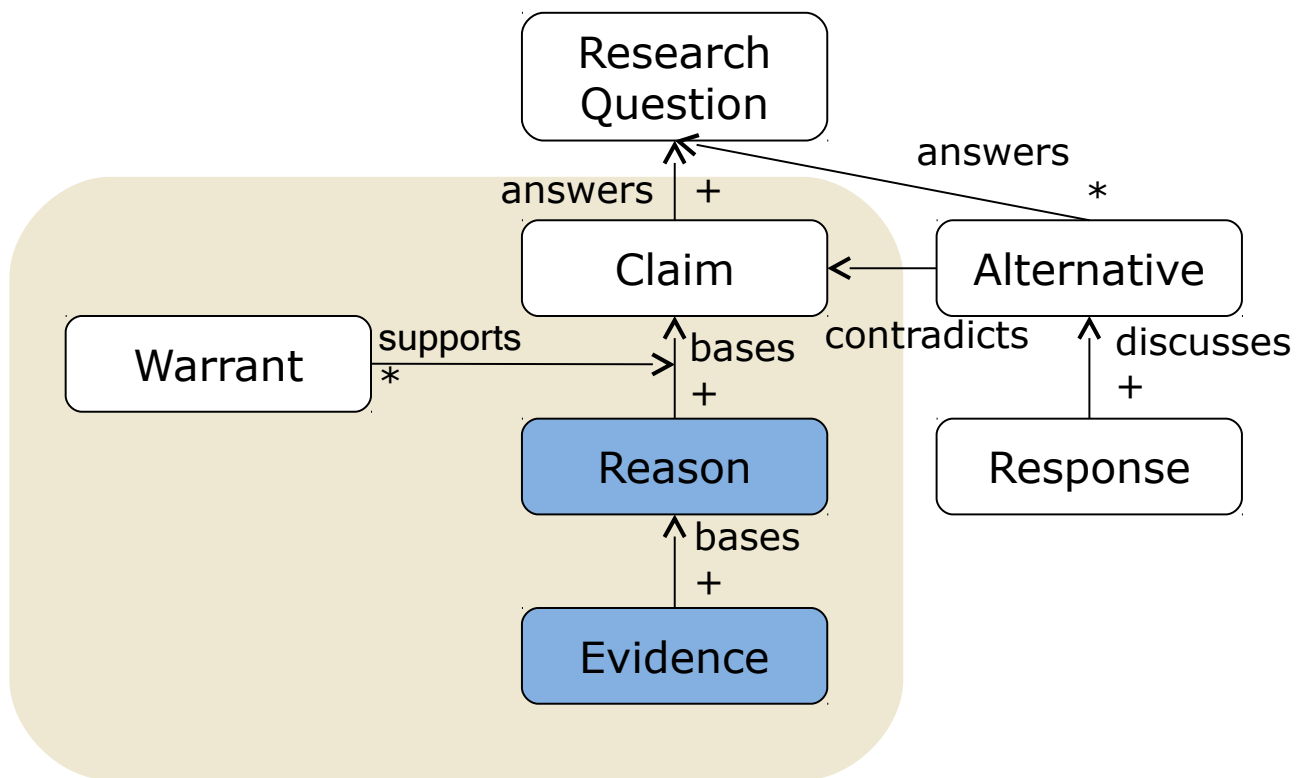 Research
Question
answers
answers
+
*
Claim
Alternative
Warrant
supports
*
bases
+
contradicts
discusses
+
Reason
Response
bases
+
Evidence